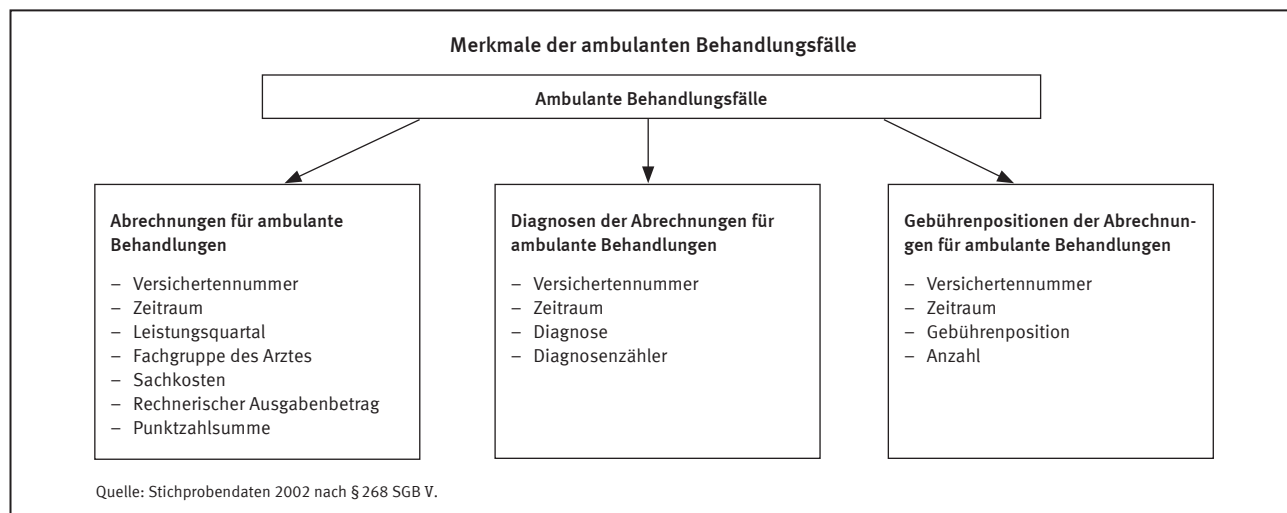 Merkmale der ambulanten Behandlungsfälle
Ambulante Behandlungsfälle
Abrechnungen für ambulante
Behandlungen
– Versichertennummer
– Zeitraum
– Leistungsquartal
– Fachgruppe des Arztes
– Sachkosten
– Rechnerischer Ausgabenbetrag
– Punktzahlsumme
Diagnosen der Abrechnungen für
ambulante Behandlungen
– Versichertennummer
– Zeitraum
– Diagnose
– Diagnosenzähler
Gebührenpositionen der Abrechnun-
gen für ambulante Behandlungen
– Versichertennummer
– Zeitraum
– Gebührenposition
– Anzahl
Quelle: Stichprobendaten 2002 nach § 268 SGB V.